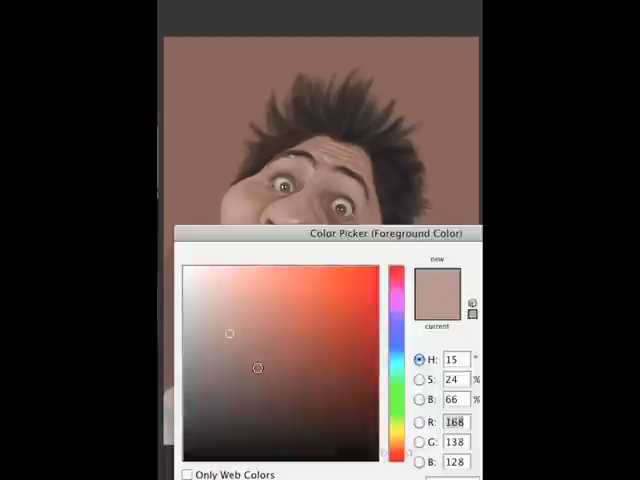 Color Picker (Foreground Color)
new
current
H: 15 °
S: 24 %
B: 66 %
R: 168
G: 138
B: 128
Only Web Colors